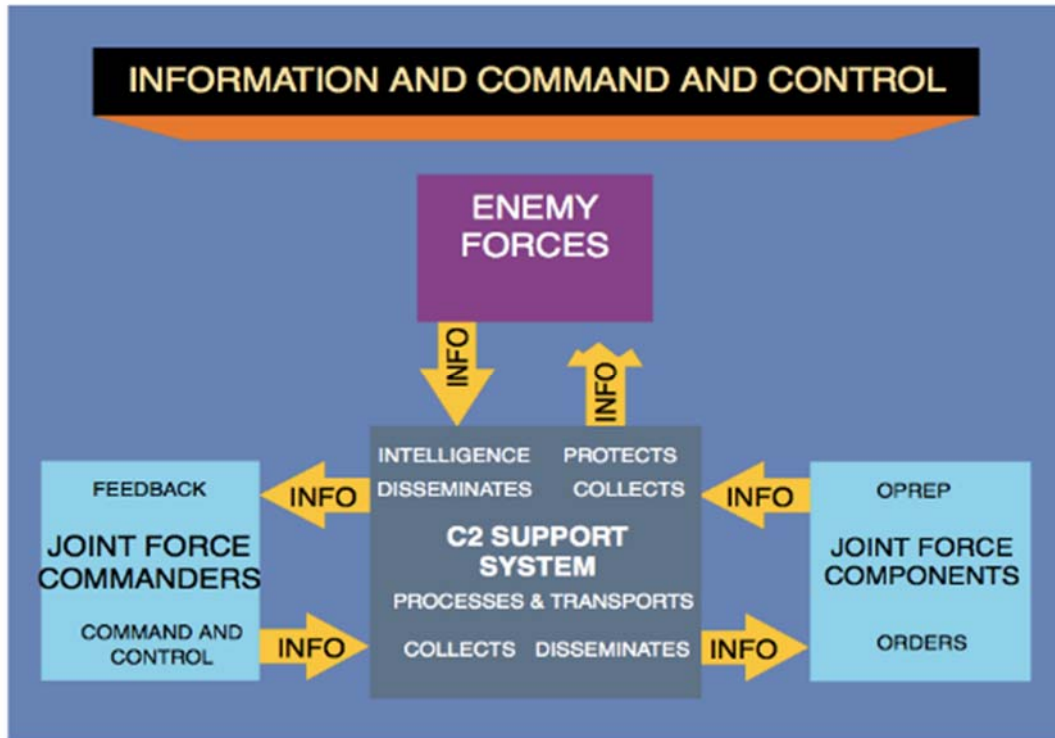 INFORMATION AND COMMAND AND CONTROL
ENEMY
FORCES
INFO
INFO
FEEDBACK
JOINT FORCE
COMMANDERS
COMMAND AND
CONTROL
INFO
INFO
INTELLIGENCE PROTECTS
DISSEMINATES COLLECTS
C2 SUPPORT
SYSTEM
PROCESSES & TRANSPORTS
COLLECTS DISSEMINATES
INFO
INFO
OPREP
JOINT FORCE
COMPONENTS
ORDERS